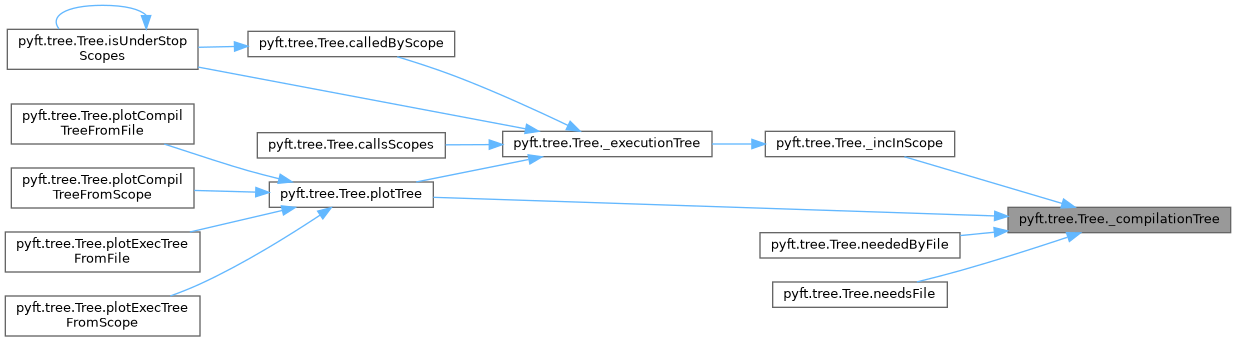 pyft.tree.Tree.isUnderStop
Scopes
pyft.tree.Tree.calledByScope
pyft.tree.Tree.plotCompil
TreeFromFile
pyft.tree.Tree.callsScopes
pyft.tree.Tree._executionTree
pyft.tree.Tree._incInScope
pyft.tree.Tree.plotCompil
TreeFromScope
pyft.tree.Tree.plotTree
pyft.tree.Tree._compilationTree
pyft.tree.Tree.plotExecTree
FromFile
pyft.tree.Tree.neededByFile
pyft.tree.Tree.needsFile
pyft.tree.Tree.plotExecTree
FromScope